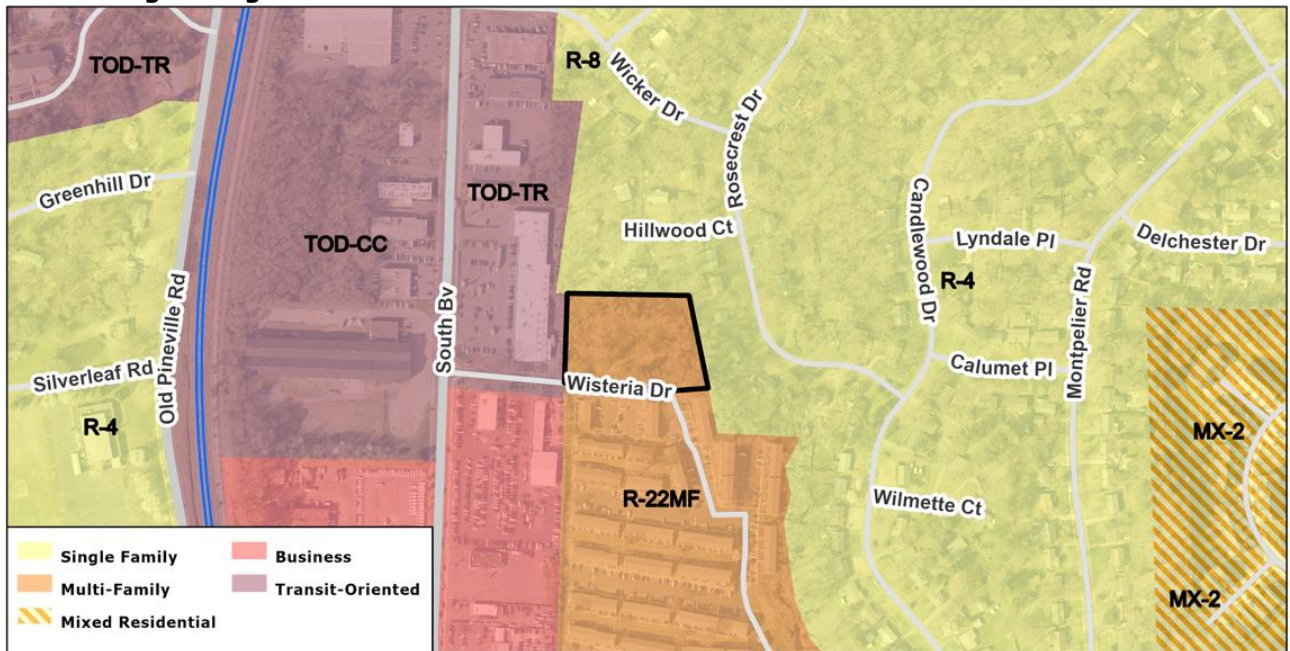 TOD-TR
R-8
Wicker Dr
Rosecrest Dr
Greenhill Dr
TOD-TR
Candlewood Dr
Hillwood Ct
Lyndale Pl
Delchester Dr
TOD-CC
R-4
Montpelier Rd
Old Pineville Rd
South Bv
Silverleaf Rd
Wisteria Dr
Calumet Pl
R-4
MX-2
R-22MF
Wilmette Ct
MX-2
Single Family
Business
Multi-Family
Transit-Oriented
Mixed Residential